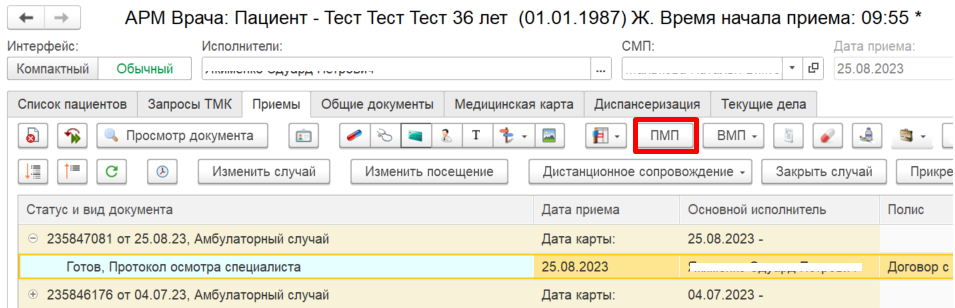 АРМ Врача: Пациент - Тест Тест Тест 36 лет (01.01.1987) Ж. Время начала приема: 09:55 *
Интерфейс: Исполнители: СМП: Дата приема:
Компактный Обычный ... 25.08.2023
Список пациентов Запросы ТМК Приемы Общие документы Медицинская карта Диспансеризация Текущие дела
Просмотр документа Т ПМП ВМП
Изменить случай Изменить посещение Дистанционное сопровождение Закрыть случай Прикре
Статус и вид документа Дата приема Основной исполнитель Полис
235847081 от 25.08.23, Амбулаторный случай Дата карты: 25.08.2023 -
Готов, Протокол осмотра специалиста 25.08.2023 Договор с
235846176 от 04.07.23, Амбулаторный случай Дата карты: 04.07.2023 -